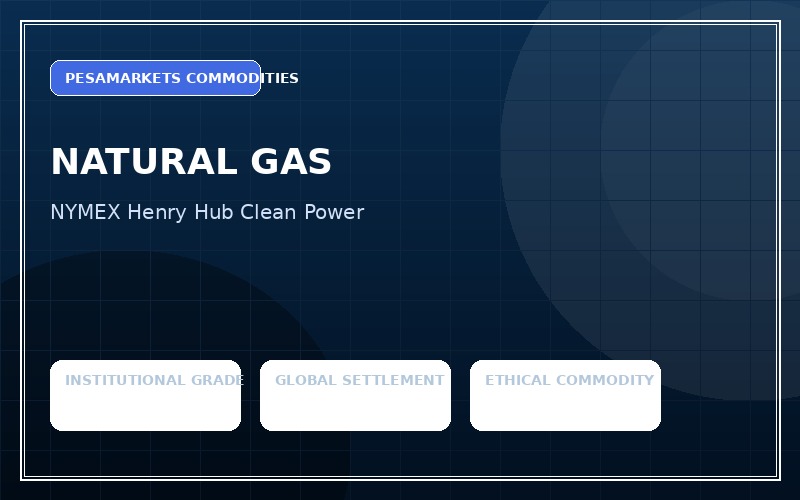 PESAMARKETS COMMODITIES
NATURAL GAS
NYMEX Henry Hub Clean Power
INSTITUTIONAL GRADE
GLOBAL SETTLEMENT
ETHICAL COMMODITY